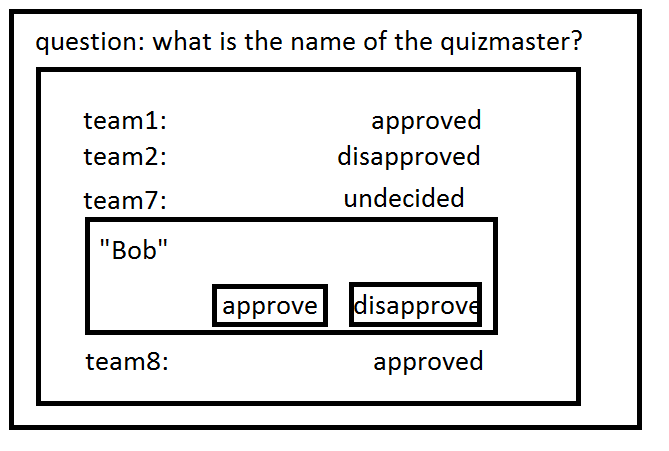 question: what is the name of the quizmaster?
team1: approved
team2: disapproved
team7: undecided
"Bob"
approve disapprove
team8: approved